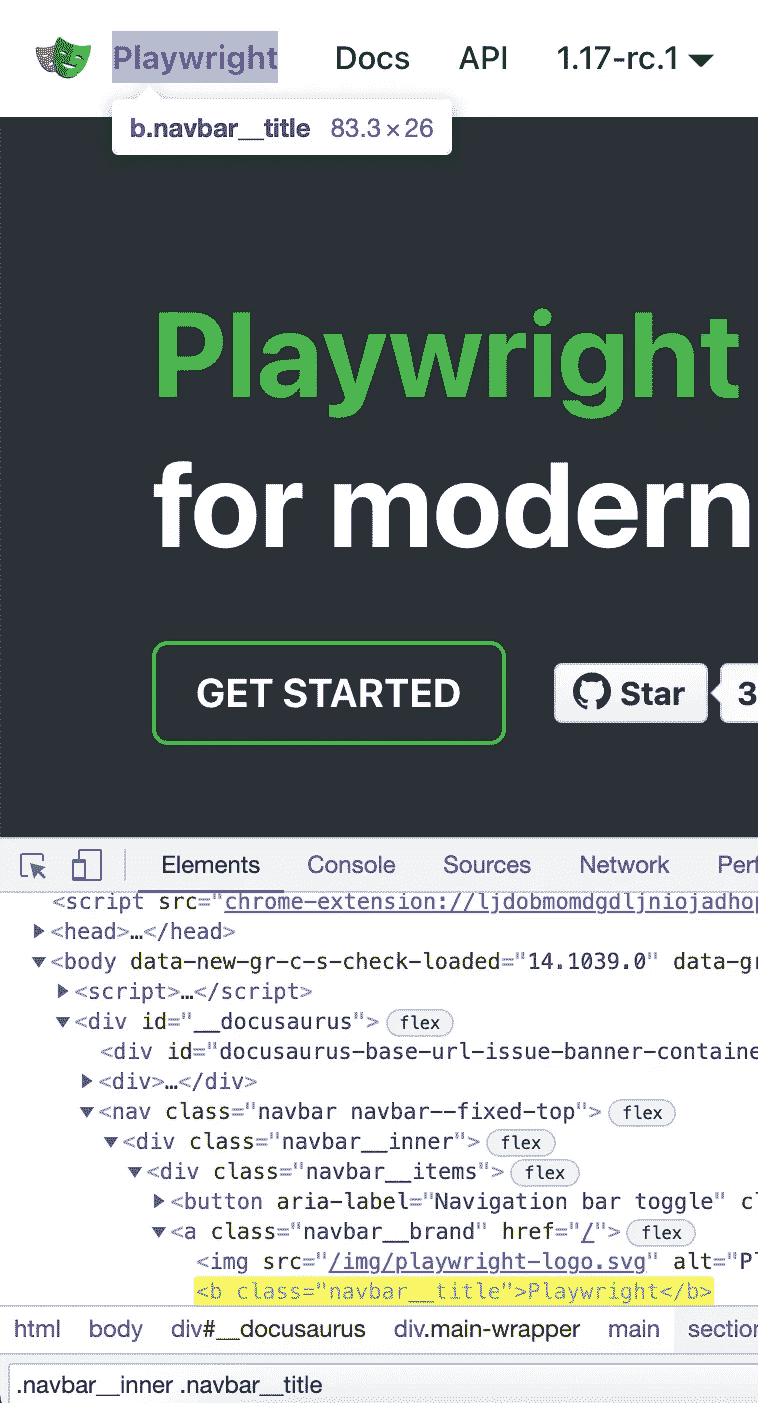 Playwright Docs API 1.17-rc.1
b.navbar__title 83.3 × 26
Playwright
for modern
GET STARTED Star 3
Elements Console Sources Network Perf
<script src="chrome-extension://ljdobmomdgdljniojadhop
<head>…</head>
<body data-new-gr-c-s-check-loaded="14.1039.0" data-gr
<script>…</script>
<div id="__docusaurus"> flex
<div id="docusaurus-base-url-issue-banner-containe
<div>…</div>
<nav class="navbar navbar--fixed-top"> flex
<div class="navbar__inner"> flex
<div class="navbar__items"> flex
<button aria-label="Navigation bar toggle" cl
<a class="navbar__brand" href="/"> flex
<img src="/img/playwright-logo.svg" alt="Pl
<b class="navbar__title">Playwright</b>
html body div#__docusaurus div.main-wrapper main section
.navbar__inner .navbar__title